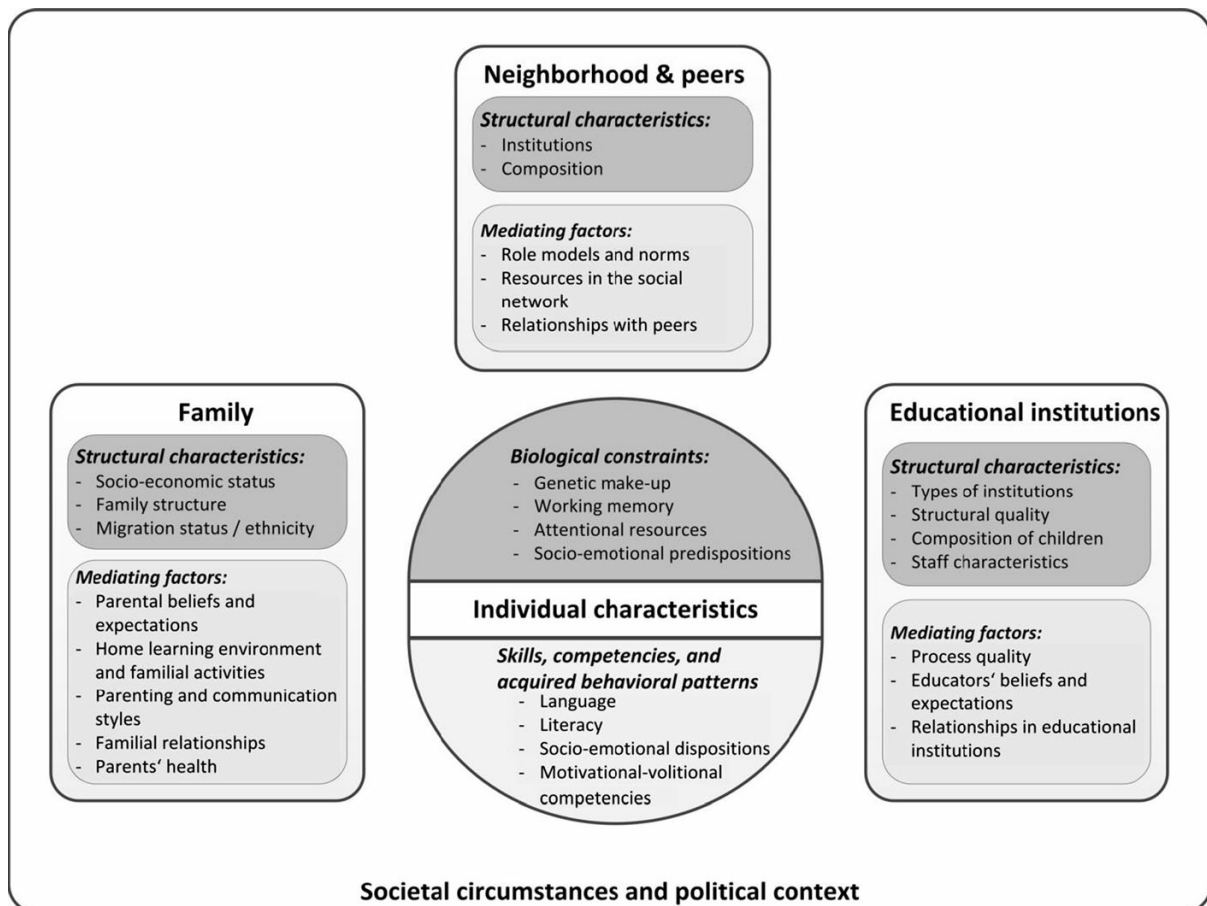 Neighborhood & peers
Structural characteristics:
- Institutions
- Composition
Mediating factors:
- Role models and norms
- Resources in the social
network
- Relationships with peers
Family
Structural characteristics:
- Socio-economic status
- Family structure
- Migration status / ethnicity
Mediating factors:
- Parental beliefs and
expectations
- Home learning environment
and familial activities
- Parenting and communication
styles
- Familial relationships
- Parents‘ health
Biological constraints:
- Genetic make-up
- Working memory
- Attentional resources
- Socio-emotional predispositions
Individual characteristics
Skills, competencies, and
acquired behavioral patterns
- Language
- Literacy
- Socio-emotional dispositions
- Motivational-volitional
competencies
Educational institutions
Structural characteristics:
- Types of institutions
- Structural quality
- Composition of children
- Staff characteristics
Mediating factors:
- Process quality
- Educators‘ beliefs and
expectations
- Relationships in educational
institutions
Societal circumstances and political context